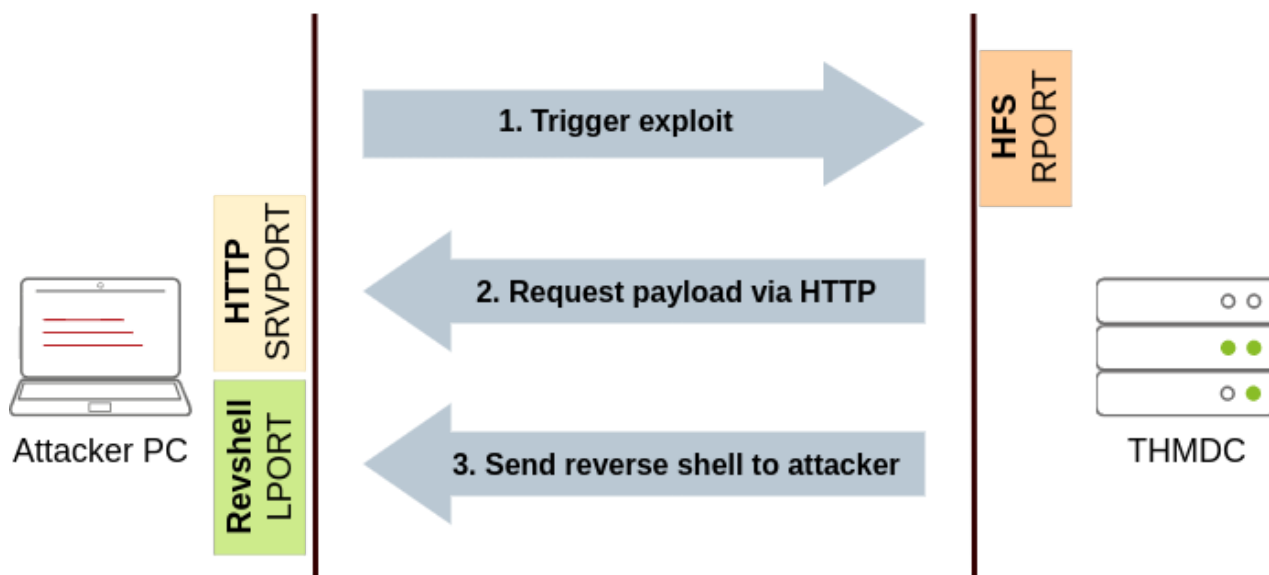 1. Trigger exploit
HFS
RPORT
HTTP
SRVPORT
2. Request payload via HTTP
Revshell
LPORT
3. Send reverse shell to attacker
Attacker PC
THMDC